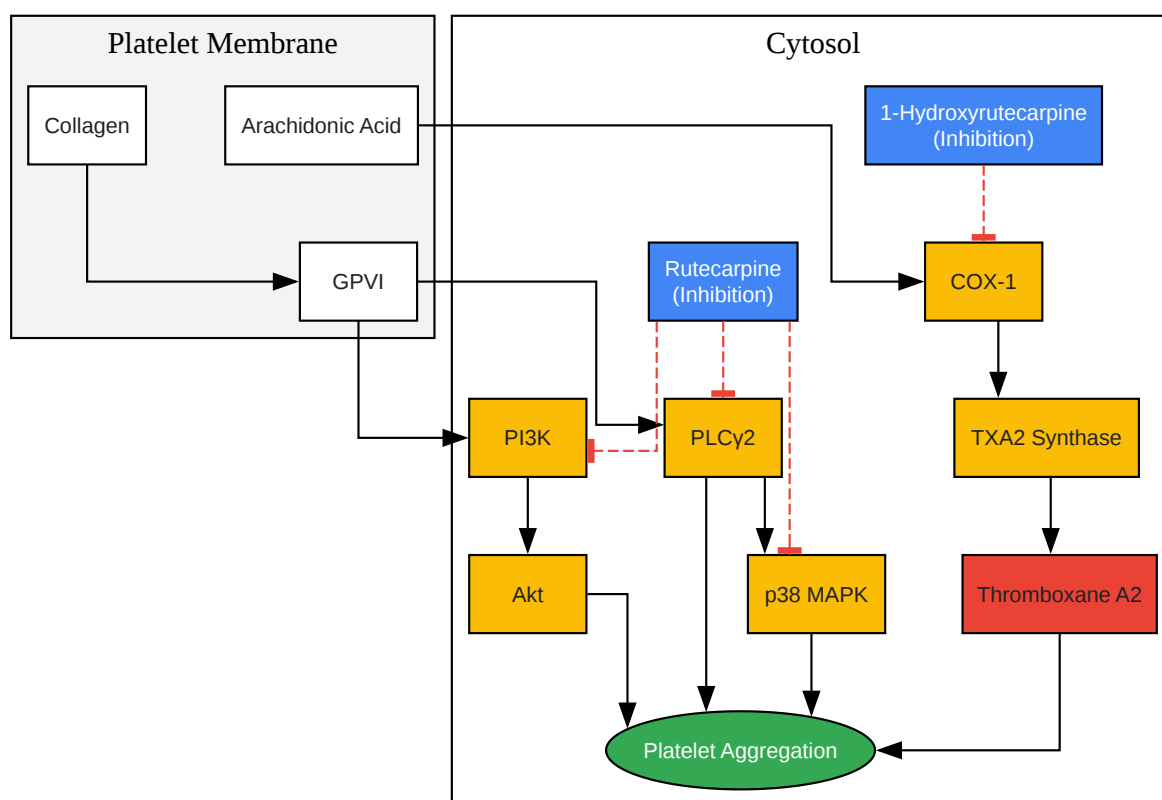 Platelet Membrane
Cytosol
Collagen
Arachidonic Acid
1-Hydroxyrutecarpine
(Inhibition)
GPVI
Rutecarpine
(Inhibition)
COX-1
PI3K
PLCγ2
TXA2 Synthase
Akt
p38 MAPK
Thromboxane A2
Platelet Aggregation